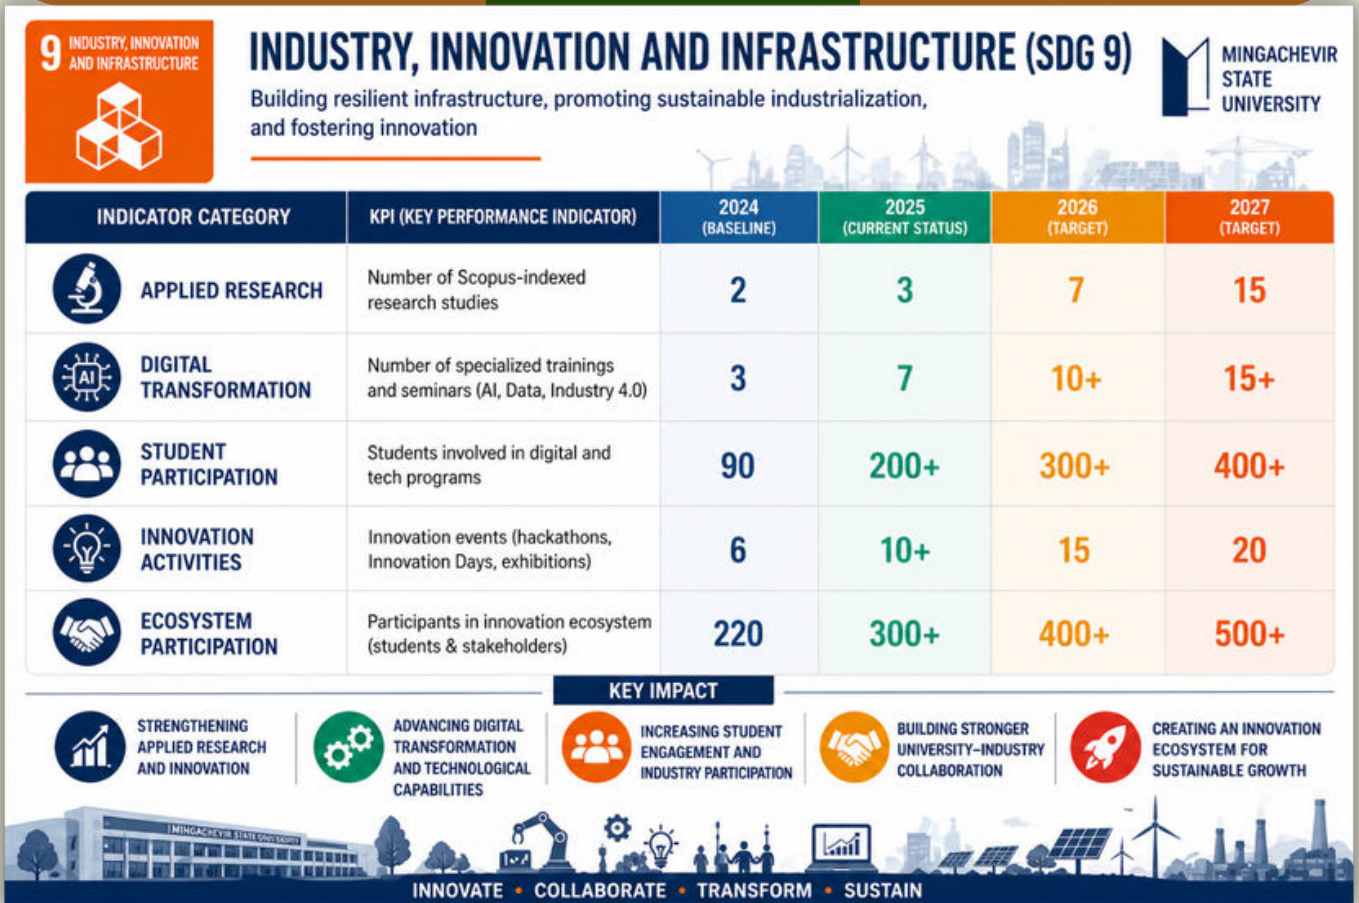 9 INDUSTRY, INNOVATION
AND INFRASTRUCTURE
INDUSTRY, INNOVATION AND INFRASTRUCTURE (SDG 9)
Building resilient infrastructure, promoting sustainable industrialization,
and fostering innovation
MINGACHEVIR
STATE
UNIVERSITY
INDICATOR CATEGORY
KPI (KEY PERFORMANCE INDICATOR)
2024
(BASELINE)
2025
(CURRENT STATUS)
2026
(TARGET)
2027
(TARGET)
APPLIED RESEARCH
Number of Scopus-indexed
research studies
2
3
7
15
AI
DIGITAL
TRANSFORMATION
Number of specialized trainings
and seminars (AI, Data, Industry 4.0)
3
7
10+
15+
STUDENT
PARTICIPATION
Students involved in digital and
tech programs
90
200+
300+
400+
INNOVATION
ACTIVITIES
Innovation events (hackathons,
Innovation Days, exhibitions)
6
10+
15
20
ECOSYSTEM
PARTICIPATION
Participants in innovation ecosystem
(students & stakeholders)
220
300+
400+
500+
KEY IMPACT
STRENGTHENING
APPLIED RESEARCH
AND INNOVATION
ADVANCING DIGITAL
TRANSFORMATION
AND TECHNOLOGICAL
CAPABILITIES
INCREASING STUDENT
ENGAGEMENT AND
INDUSTRY PARTICIPATION
BUILDING STRONGER
UNIVERSITY–INDUSTRY
COLLABORATION
CREATING AN INNOVATION
ECOSYSTEM FOR
SUSTAINABLE GROWTH
MINGACHEVIR STATE UNIVERSITY
INNOVATE • COLLABORATE • TRANSFORM • SUSTAIN